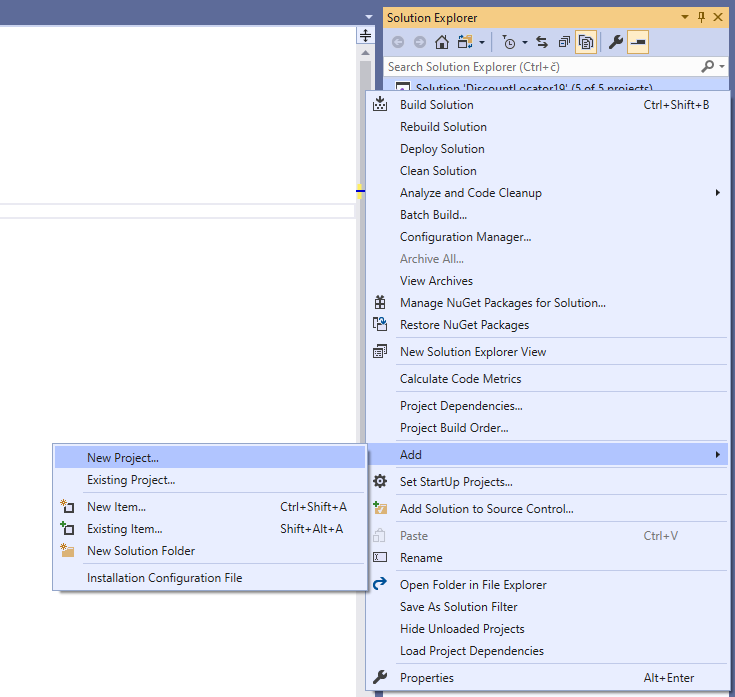 Solution Explorer
Search Solution Explorer (Ctrl+č)
Solution 'DiscountLocator19' (5 of 5 projects)
Build Solution Ctrl+Shift+B
Rebuild Solution
Deploy Solution
Clean Solution
Analyze and Code Cleanup
Batch Build...
Configuration Manager...
Archive All...
View Archives
Manage NuGet Packages for Solution...
Restore NuGet Packages
New Solution Explorer View
Calculate Code Metrics
Project Dependencies...
Project Build Order...
Add
Set StartUp Projects...
Add Solution to Source Control...
Paste Ctrl+V
Rename
Open Folder in File Explorer
Save As Solution Filter
Hide Unloaded Projects
Load Project Dependencies
Properties Alt+Enter
New Project...
Existing Project...
New Item... Ctrl+Shift+A
Existing Item... Shift+Alt+A
New Solution Folder
Installation Configuration File